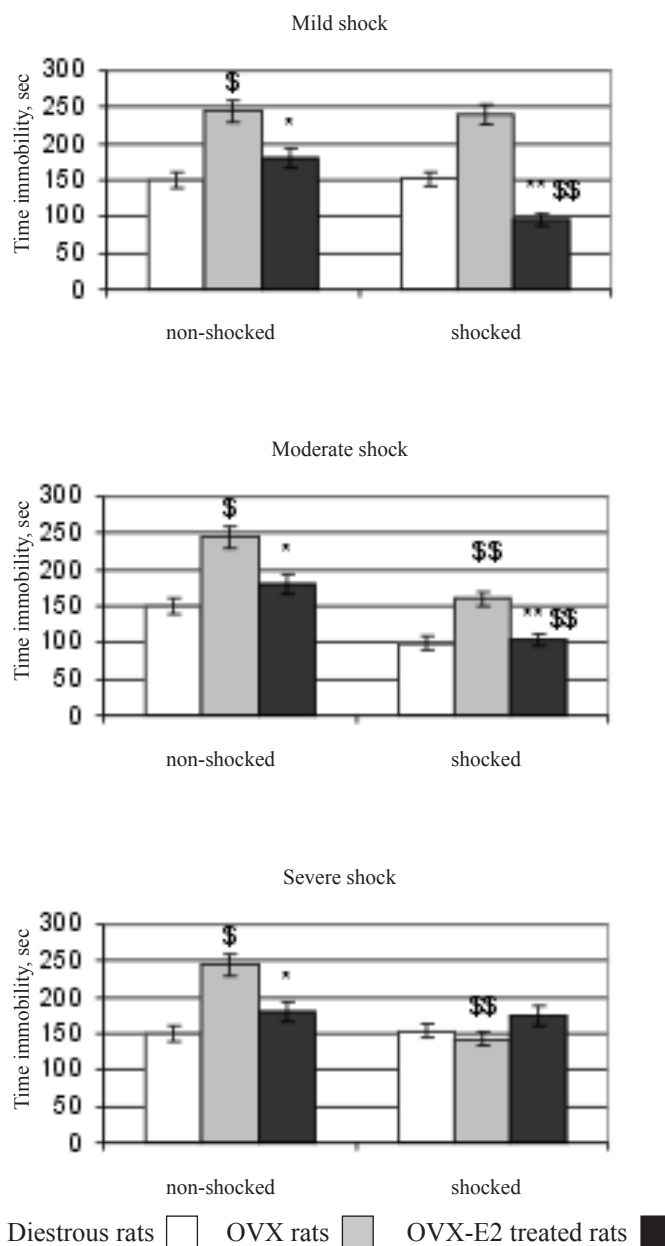 Mild shock
Time immobility, sec
300
250
200
150
100
50
0
$
*
** $$
non-shocked
shocked
Moderate shock
Time immobility, sec
300
250
200
150
100
50
0
$
*
$$
** $$
non-shocked
shocked
Severe shock
Time immobility, sec
300
250
200
150
100
50
0
$
*
$$
non-shocked
shocked
Diestrous rats OVX rats OVX-E2 treated rats